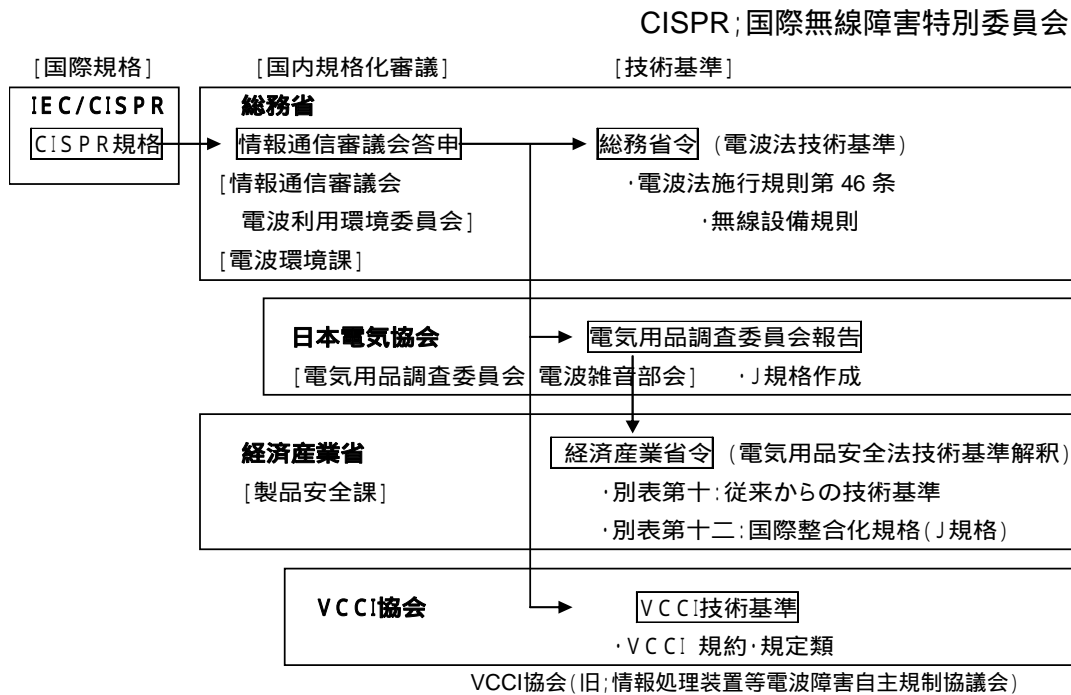 CISPR;国際無線障害特別委員会
[国際規格] [国内規格化審議] [技術基準]
IEC/CISPR 総務省
CISPR規格 情報通信審議会答申 総務省令 (電波法技術基準)
[情報通信審議会 ・電波法施行規則第 46 条
電波利用環境委員会] ・無線設備規則
[電波環境課]
日本電気協会 電気用品調査委員会報告
[電気用品調査委員会 電波雑音部会] ・J規格作成
経済産業省 経済産業省令 (電気用品安全法技術基準解釈)
[製品安全課] ・別表第十:従来からの技術基準
・別表第十二:国際整合化規格(J規格)
VCCI協会 VCCI技術基準
・VCCI 規約・規定類
VCCI協会(旧;情報処理装置等電波障害自主規制協議会)